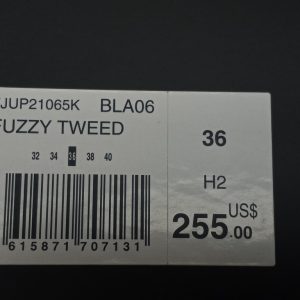 JUP21065K BLA06
FUZZY TWEED
32 34 36 38 40
615871 707131
36
H2
255.00 US$